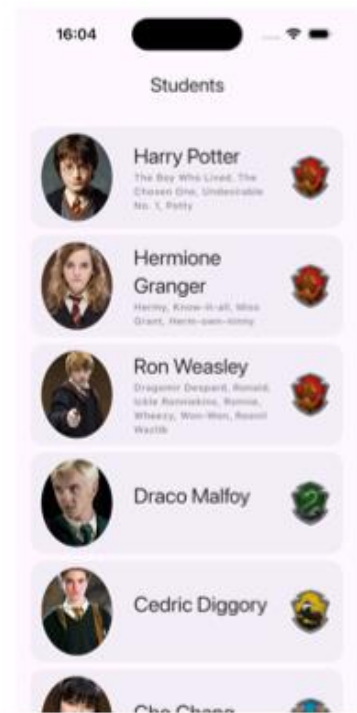 16:04
Students
Harry Potter
The Boy Who Lived, The
Chosen One, Undesirable
No. 1, Potty
Hermione
Granger
Hermy, Know-it-all, Miss
Grant, Herm-own-ninny
Ron Weasley
Dragomir Despard, Ronald,
Ickle Ronniekins, Ronnie,
Wheezy, Won-Won, Roonil
Wazlib
Draco Malfoy
Cedric Diggory
Cho Chang